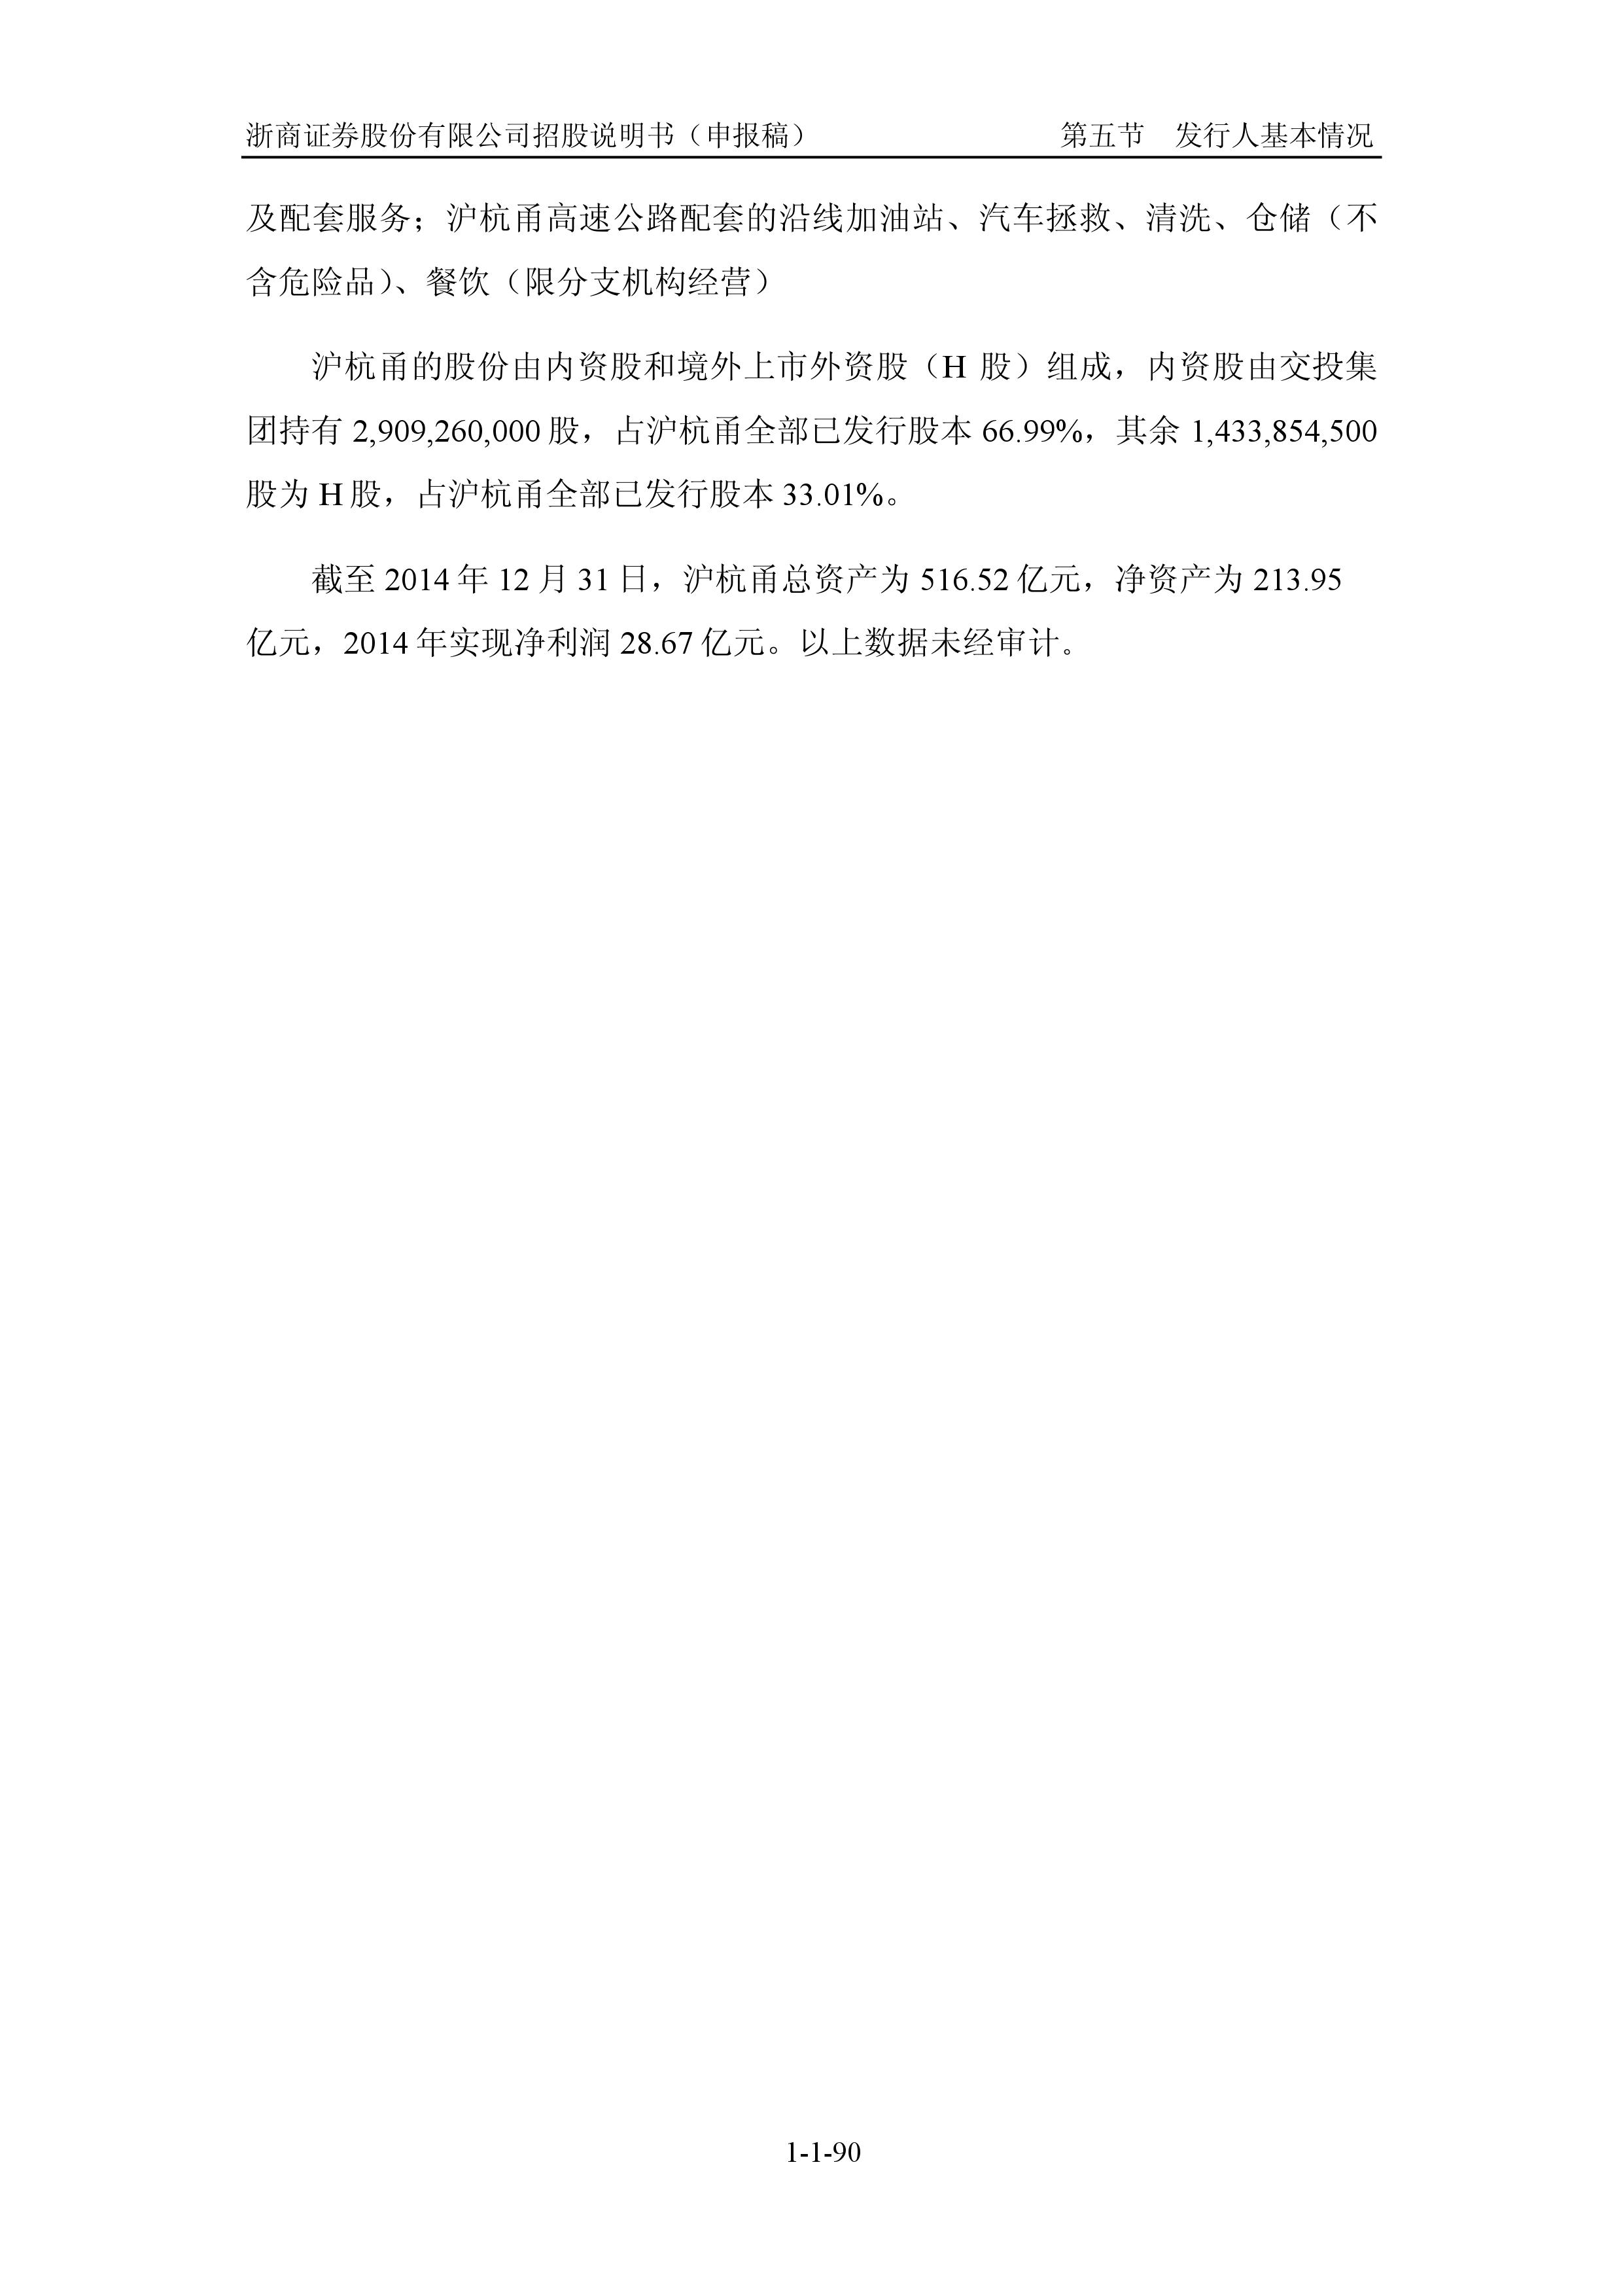 浙商证券股份有限公司招股说明书（申报稿） 第五节 发行人基本情况
及配套服务；沪杭甬高速公路配套的沿线加油站、汽车拯救、清洗、仓储（不
含危险品）、餐饮（限分支机构经营）
沪杭甬的股份由内资股和境外上市外资股（H 股）组成，内资股由交投集
团持有 2,909,260,000 股，占沪杭甬全部已发行股本 66.99%，其余 1,433,854,500
股为 H 股，占沪杭甬全部已发行股本 33.01%。
截至 2014 年 12 月 31 日，沪杭甬总资产为 516.52 亿元，净资产为 213.95
亿元，2014 年实现净利润 28.67 亿元。以上数据未经审计。
1-1-90